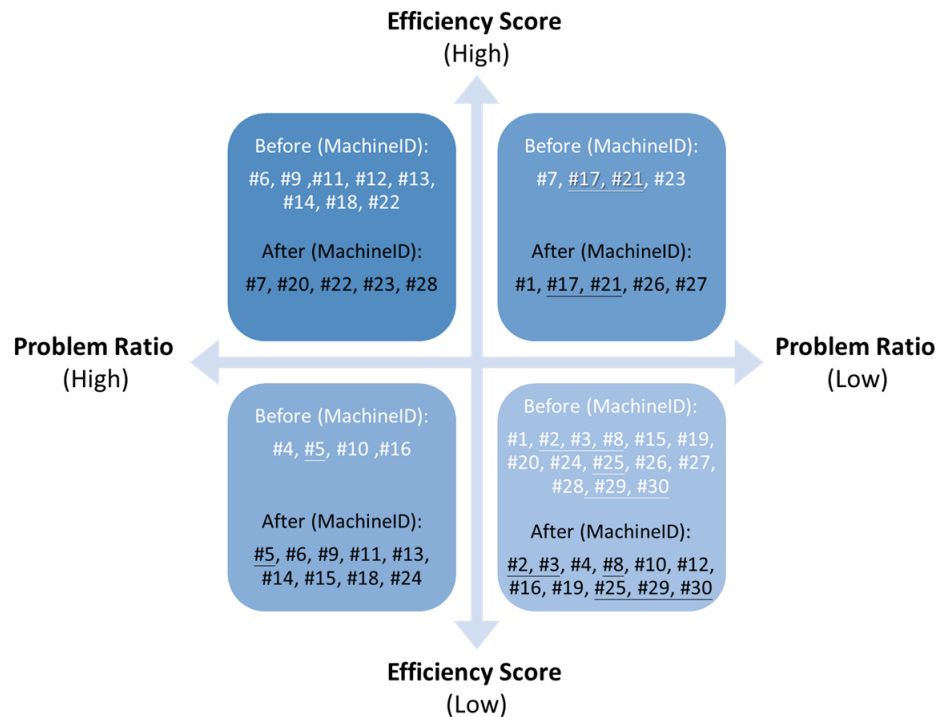 Efficiency Score
(High)
Before (MachineID):
#6, #9 ,#11, #12, #13,
#14, #18, #22
After (MachineID):
#7, #20, #22, #23, #28
Before (MachineID):
#7, #17, #21, #23
After (MachineID):
#1, #17, #21, #26, #27
Problem Ratio
(High)
Problem Ratio
(Low)
Before (MachineID):
#4, #5, #10 ,#16
After (MachineID):
#5, #6, #9, #11, #13,
#14, #15, #18, #24
Before (MachineID):
#1, #2, #3, #8, #15, #19,
#20, #24, #25, #26, #27,
#28, #29, #30
After (MachineID):
#2, #3, #4, #8, #10, #12,
#16, #19, #25, #29, #30
Efficiency Score
(Low)